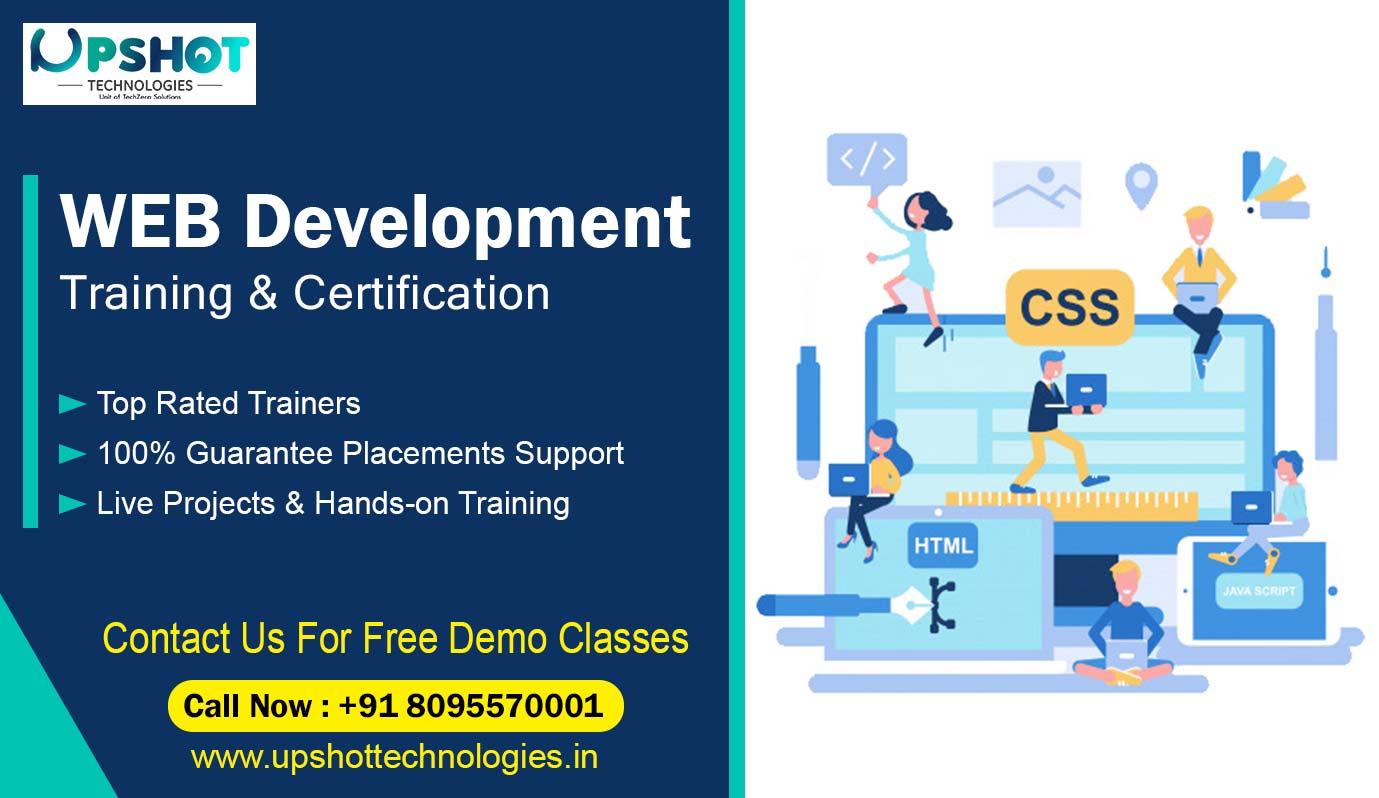 UPSHOT
TECHNOLOGIES
Unit of TechZero Solutions
WEB Development
Training & Certification
Top Rated Trainers
100% Guarantee Placements Support
Live Projects & Hands-on Training
Contact Us For Free Demo Classes
Call Now : +91 8095570001
www.upshottechnologies.in
</>
CSS
HTML
JAVA SCRIPT